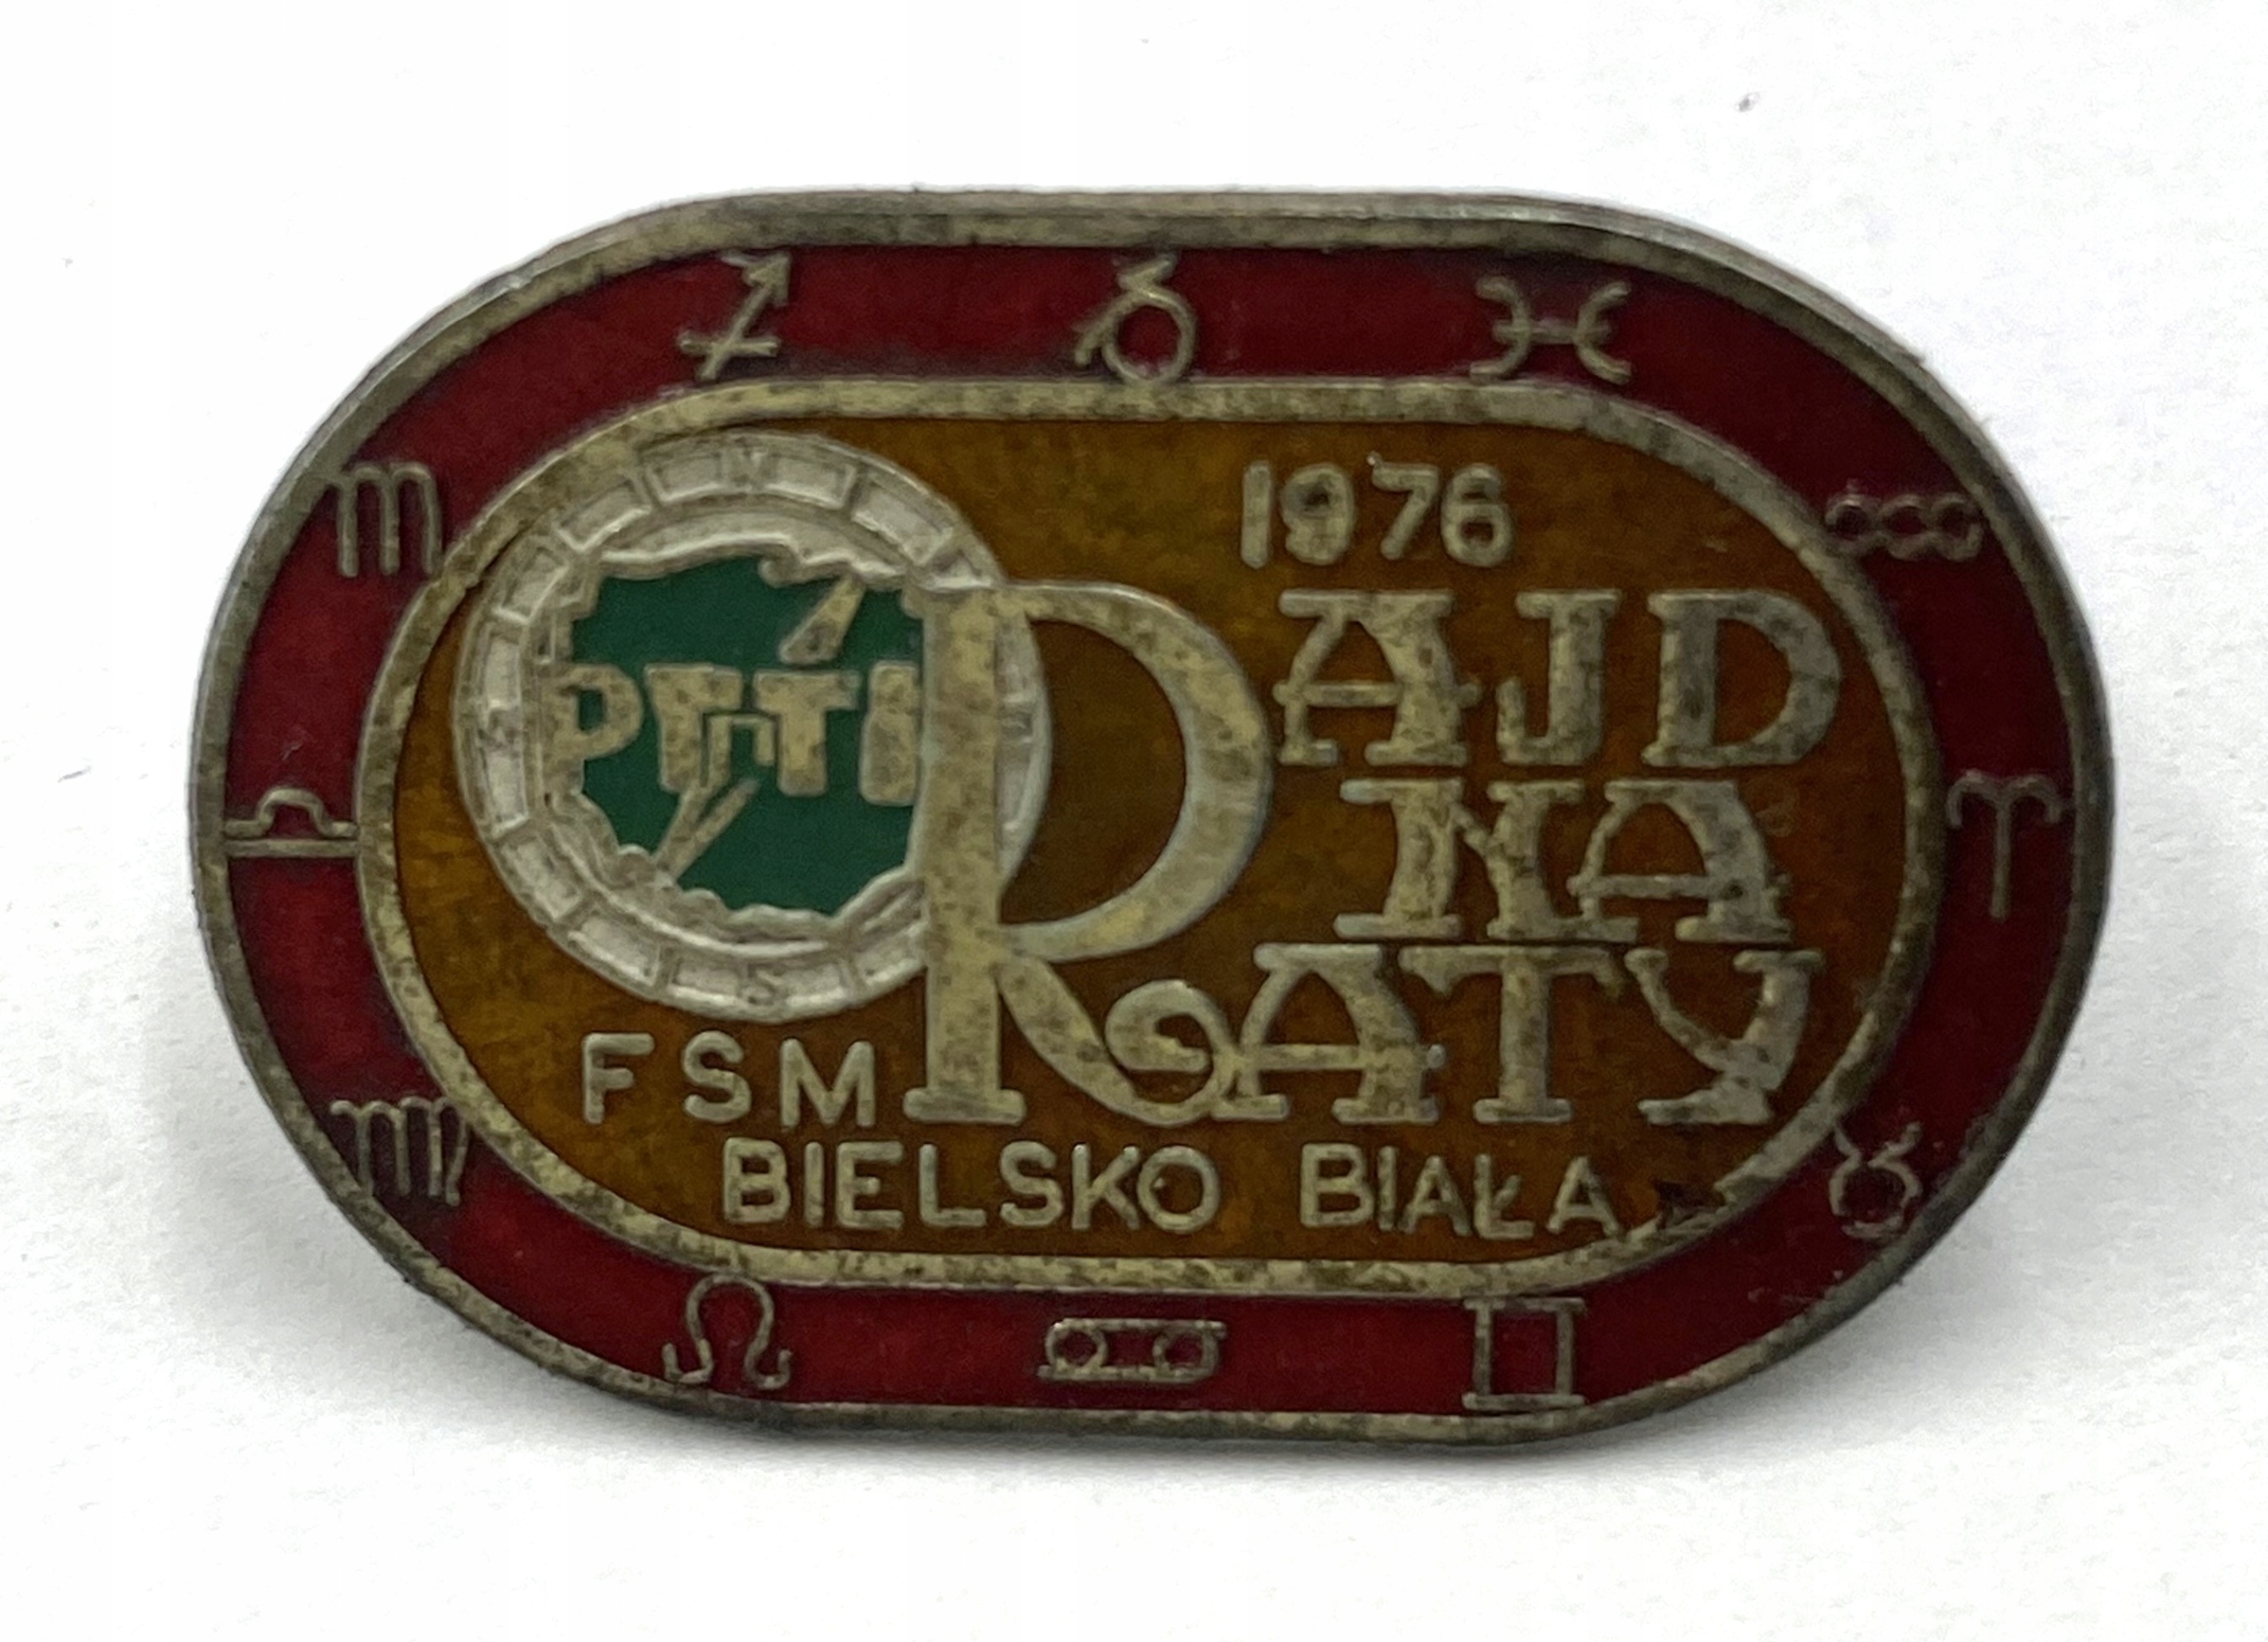 1976
RAJD
NA
RATY
PTTK
FSM
BIELSKO BIAŁA
N
S